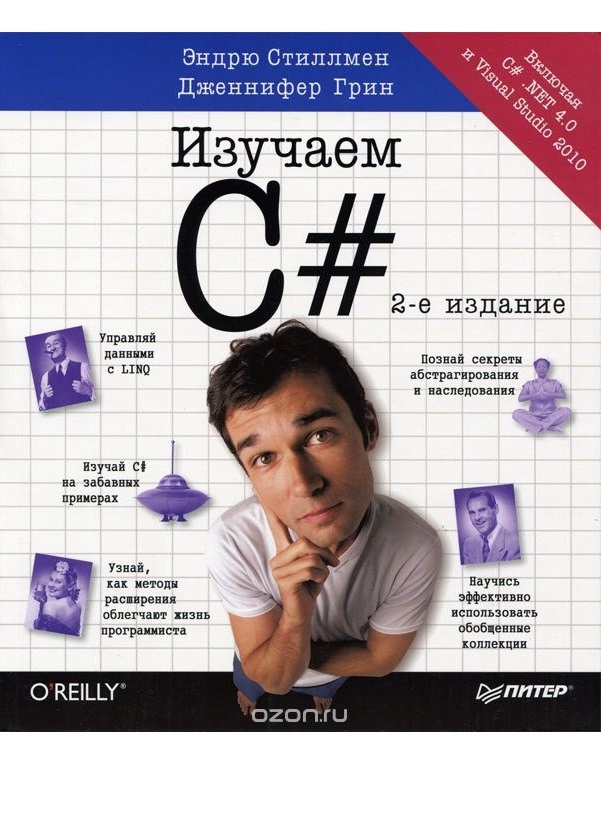 Эндрю Стиллмен
Дженнифер Грин
Включая
C# .NET 4.0
и Visual Studio 2010
Изучаем
C#
2-е издание
Управляй
данными
с LINQ
Познай секреты
абстрагирования
и наследования
Изучай C#
на забавных
примерах
Узнай,
как методы
расширения
облегчают жизнь
программиста
Научись
эффективно
использовать
обобщенные
коллекции
O'REILLY®
ПИТЕР®
ozon.ru